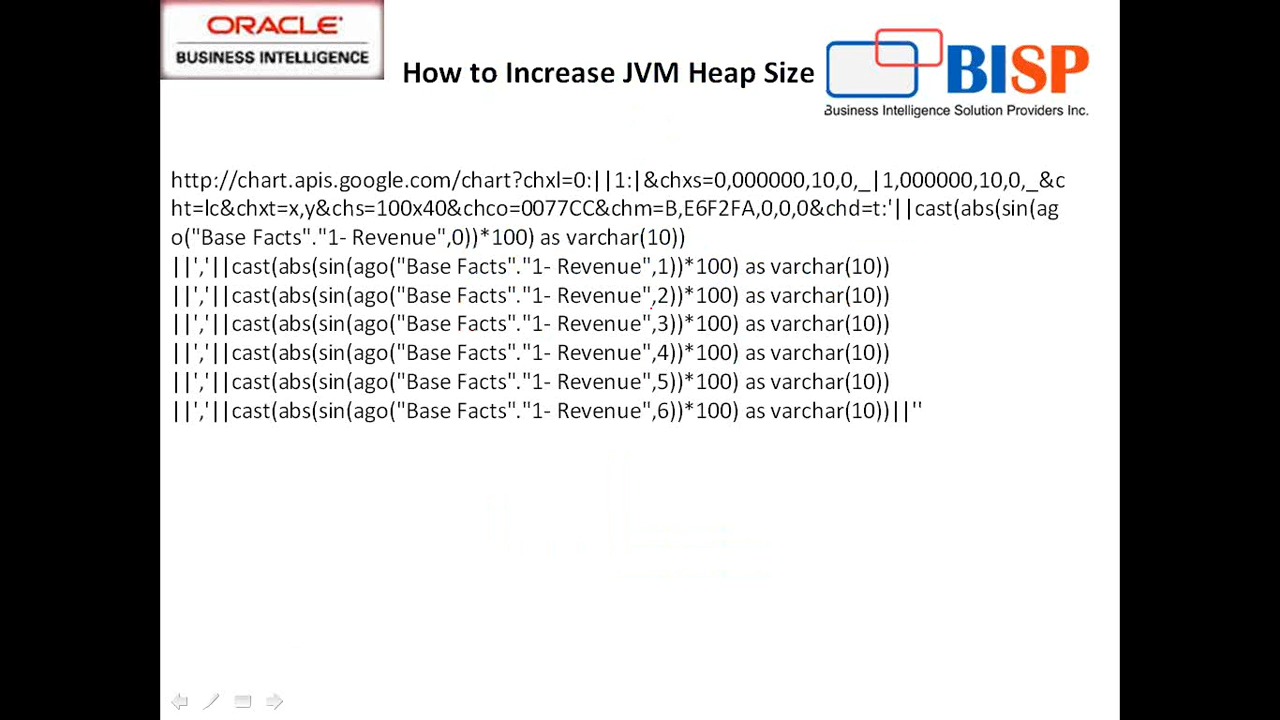 ORACLE
BUSINESS INTELLIGENCE
How to Increase JVM Heap Size
BISP
Business Intelligence Solution Providers Inc.
http://chart.apis.google.com/chart?chxl=0:||1:|&chxs=0,000000,10,0,_|1,000000,10,0,_&c
ht=lc&chxt=x,y&chs=100x40&chco=0077CC&chm=B,E6F2FA,0,0,0&chd=t:'||cast(abs(sin(ag
o("Base Facts"."1- Revenue",0))*100) as varchar(10))
||','||cast(abs(sin(ago("Base Facts"."1- Revenue",1))*100) as varchar(10))
||','||cast(abs(sin(ago("Base Facts"."1- Revenue",2))*100) as varchar(10))
||','||cast(abs(sin(ago("Base Facts"."1- Revenue",3))*100) as varchar(10))
||','||cast(abs(sin(ago("Base Facts"."1- Revenue",4))*100) as varchar(10))
||','||cast(abs(sin(ago("Base Facts"."1- Revenue",5))*100) as varchar(10))
||','||cast(abs(sin(ago("Base Facts"."1- Revenue",6))*100) as varchar(10))||''